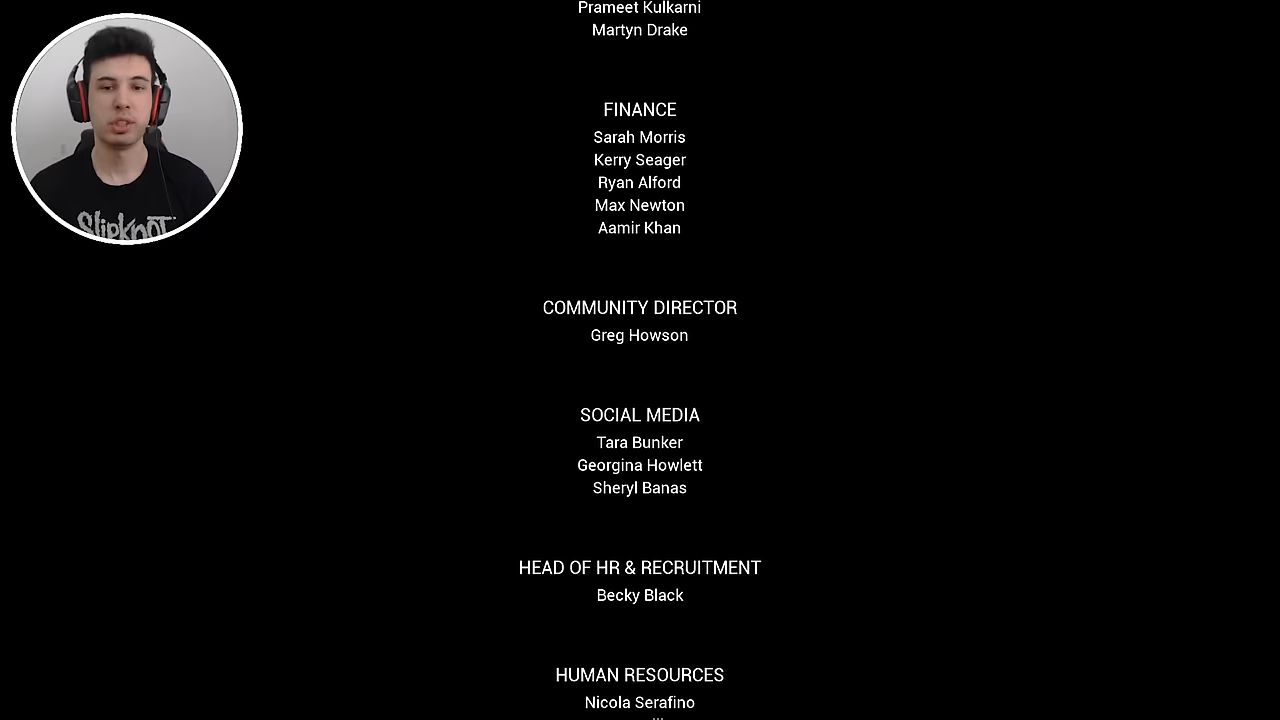 Prameet Kulkarni
Martyn Drake
FINANCE
Sarah Morris
Kerry Seager
Ryan Alford
Max Newton
Aamir Khan
COMMUNITY DIRECTOR
Greg Howson
SOCIAL MEDIA
Tara Bunker
Georgina Howlett
Sheryl Banas
HEAD OF HR & RECRUITMENT
Becky Black
HUMAN RESOURCES
Nicola Serafino
Slipknot